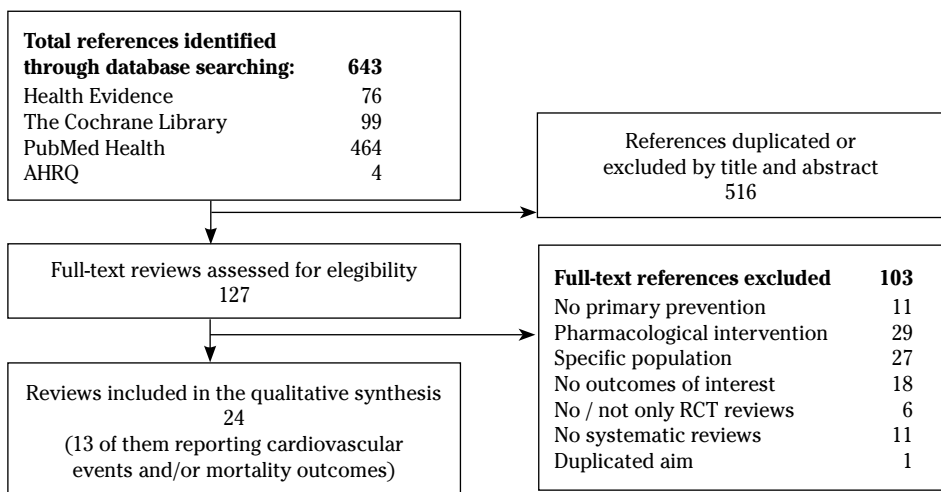 Total references identified
through database searching: 643
Health Evidence 76
The Cochrane Library 99
PubMed Health 464
AHRQ 4
References duplicated or
excluded by title and abstract
516
Full-text reviews assessed for elegibility
127
Full-text references excluded 103
No primary prevention 11
Pharmacological intervention 29
Specific population 27
No outcomes of interest 18
No / not only RCT reviews 6
No systematic reviews 11
Duplicated aim 1
Reviews included in the qualitative synthesis
24
(13 of them reporting cardiovascular
events and/or mortality outcomes)